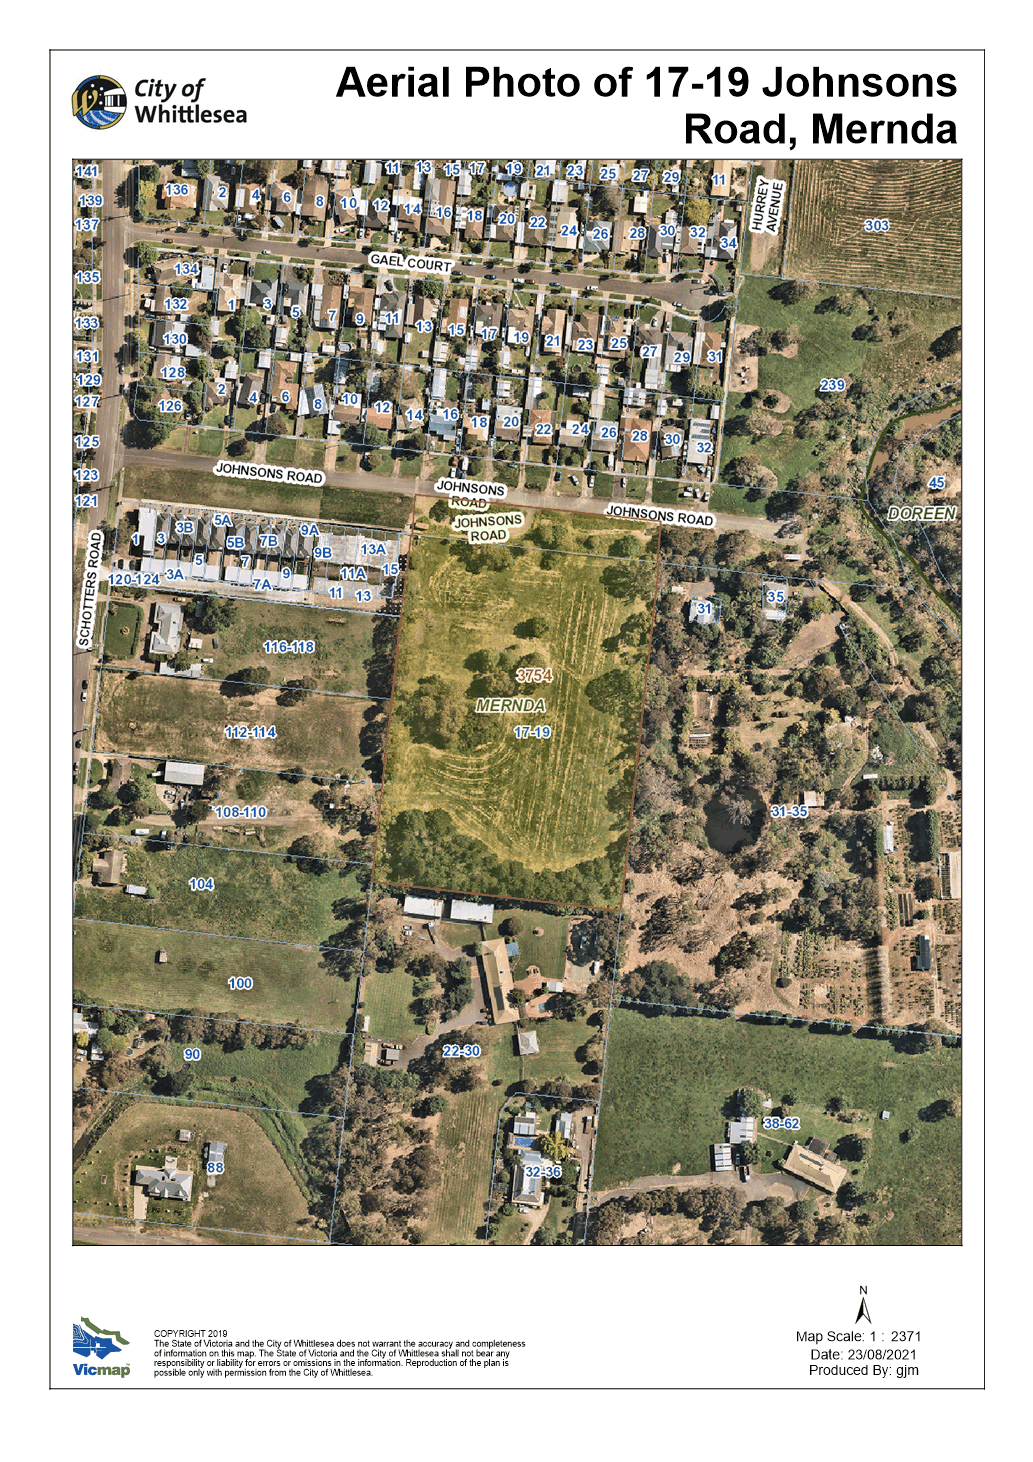 City of
Whittlesea
Aerial Photo of 17-19 Johnsons
Road, Mernda
141
139
137
135
133
131
129
127
125
123
121
136
2
4
6
8
10
12
14
16
18
20
22
24
26
28
30
32
34
11
13
15
17
19
21
23
25
27
29
11
HURREY
AVENUE
303
GAEL COURT
134
132
130
128
126
1
3
5
7
9
11
13
15
17
19
21
23
25
27
29
31
2
4
6
8
10
12
14
16
18
20
22
24
26
28
30
32
239
45
DOREEN
JOHNSONS ROAD
JOHNSONS
ROAD
JOHNSONS
ROAD
JOHNSONS ROAD
SCHOTTERS ROAD
1
3
3B
5A
5B
7B
9A
9B
13A
15
5
7
9
11A
120-124
3A
7A
11
13
31
35
116-118
3754
MERNDA
17-19
112-114
108-110
31-35
104
100
90
22-30
88
32-36
38-62
N
Map Scale: 1 : 2371
Date: 23/08/2021
Produced By: gjm
Vicmap
COPYRIGHT 2019
The State of Victoria and the City of Whittlesea does not warrant the accuracy and completeness
of information on this map. The State of Victoria and the City of Whittlesea shall not bear any
responsibility or liability for errors or omissions in the information. Reproduction of the plan is
possible only with permission from the City of Whittlesea.